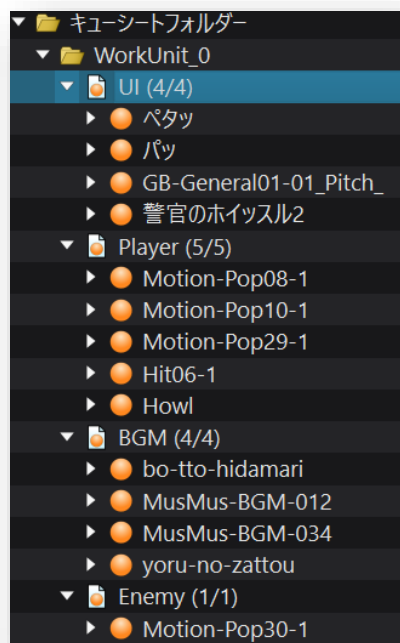 キューシートフォルダー
WorkUnit_0
UI (4/4)
ペタッ
パッ
GB-General01-01_Pitch_
警官のホイッスル2
Player (5/5)
Motion-Pop08-1
Motion-Pop10-1
Motion-Pop29-1
Hit06-1
Howl
BGM (4/4)
bo-tto-hidamari
MusMus-BGM-012
MusMus-BGM-034
yoru-no-zattou
Enemy (1/1)
Motion-Pop30-1